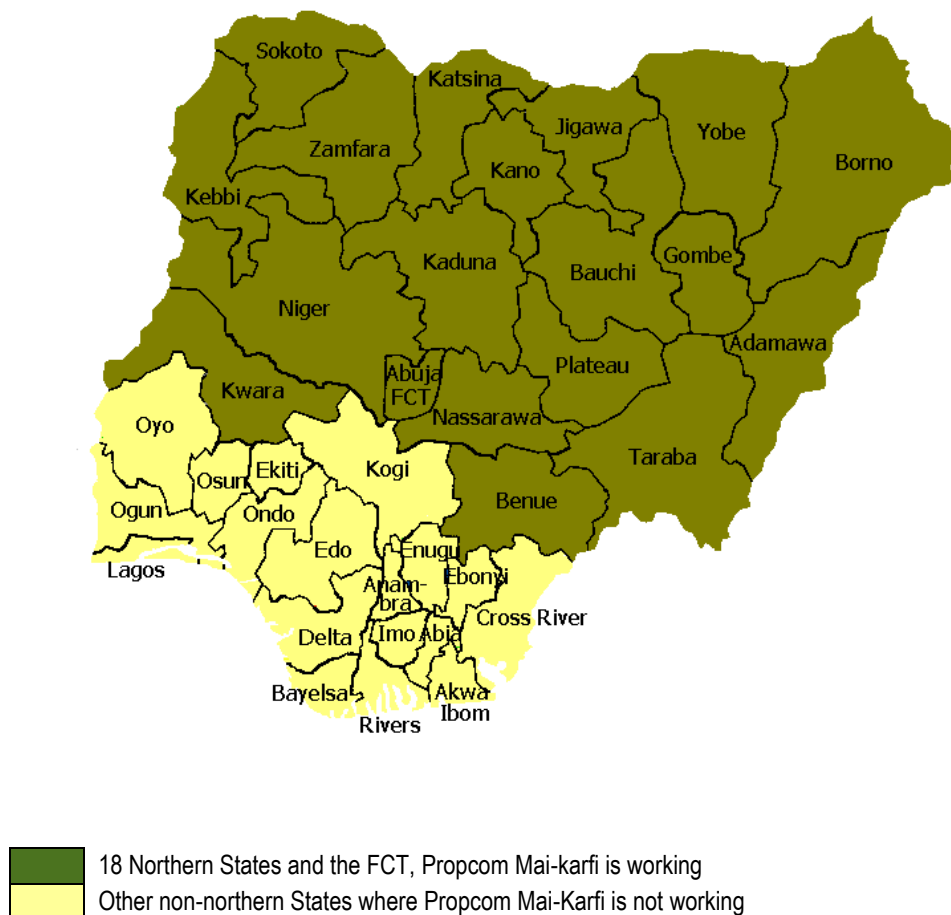 Sokoto
Katsina
Jigawa
Yobe
Zamfara
Kano
Borno
Kebbi
Gombe
Kaduna
Bauchi
Niger
Adamawa
Plateau
Abuja
FCT
Kwara
Nassarawa
Oyo
Taraba
Kogi
Ekiti
Osun
Benue
Ogun
Ondo
Edo
Enugu
Lagos
Ebonyi
Anam-
bra
Cross River
Delta
Imo
Abia
Bayelsa
Akwa
Ibom
Rivers
18 Northern States and the FCT, Propcom Mai-karfi is working
Other non-northern States where Propcom Mai-Karfi is not working